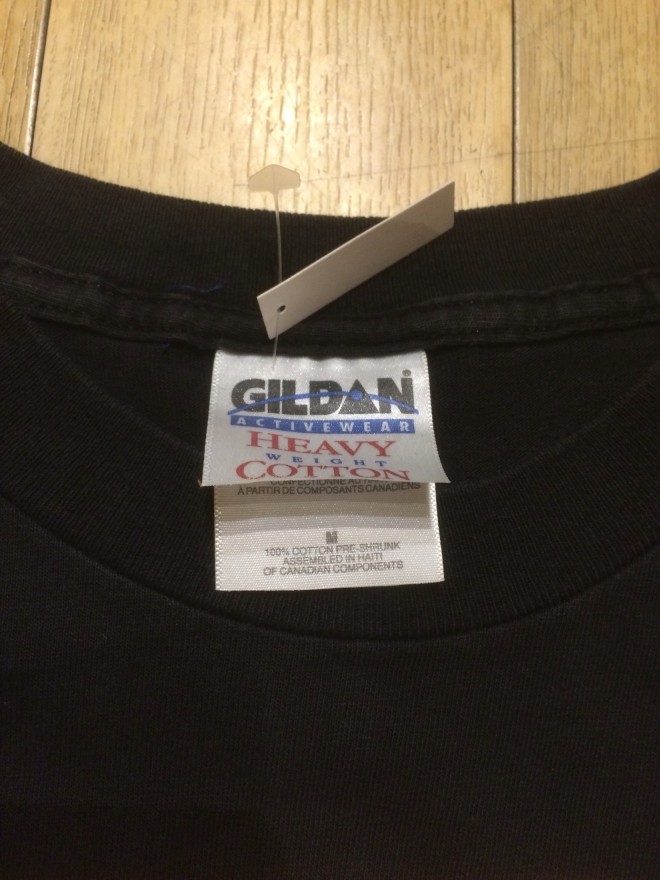 GILDAN
ACTIVEWEAR
HEAVY
WEIGHT
COTTON
À PARTIR DE COMPOSANTS CANADIENS
M
100% COTTON PRE-SHRUNK
ASSEMBLED IN HAITI
OF CANADIAN COMPONENTS